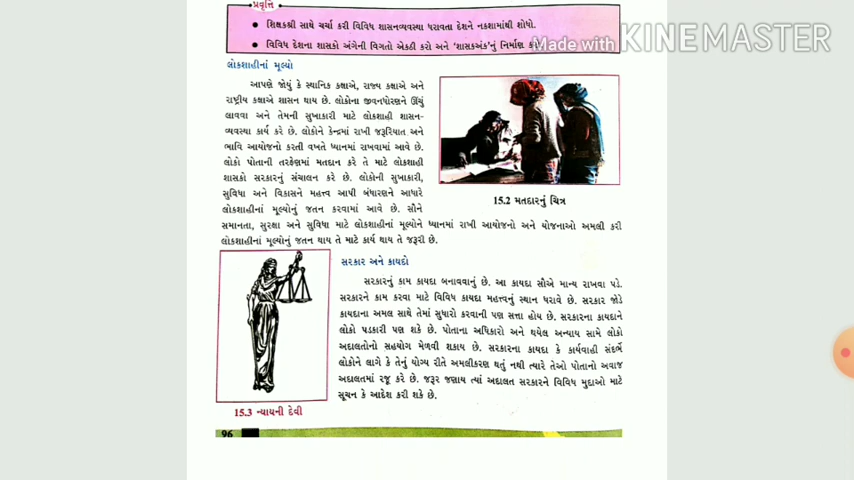 પ્રવૃત્તિ
● શિક્ષકશ્રી સાથે ચર્ચા કરી વિવિધ શાસનવ્યવસ્થા ધરાવતા દેશને નકશામાંથી શોધો.
● વિવિધ દેશના શાસકો અંગેની વિગતો એકઠી કરો અને ‘શાસકઅંક’નું નિર્માણ કરો.
Made with KINEMASTER
લોકશાહીનાં મૂલ્યો
આપણે જોયું કે સ્થાનિક કક્ષાએ, રાજ્ય કક્ષાએ અને
રાષ્ટ્રીય કક્ષાએ શાસન થાય છે. લોકોના જીવનધોરણને ઊંચું
લાવવા અને તેમની સુખાકારી માટે લોકશાહી શાસન-
વ્યવસ્થા કાર્ય કરે છે. લોકોને કેન્દ્રમાં રાખી જરૂરિયાત અને
ભાવિ આયોજનો કરતી વખતે ધ્યાનમાં રાખવામાં આવે છે.
લોકો પોતાની તરફેણમાં મતદાન કરે તે માટે લોકશાહી
શાસકો સરકારનું સંચાલન કરે છે. લોકોની સુખાકારી,
સુવિધા અને વિકાસને મહત્ત્વ આપી બંધારણને આધારે
લોકશાહીનાં મૂલ્યોનું જતન કરવામાં આવે છે. સૌને
સમાનતા, સુરક્ષા અને સુવિધા માટે લોકશાહીનાં મૂલ્યોને ધ્યાનમાં રાખી આયોજનો અને યોજનાઓ અમલી કરી
લોકશાહીનાં મૂલ્યોનું જતન થાય તે માટે કાર્ય થાય તે જરૂરી છે.
15.2 મતદારનું ચિત્ર
સરકાર અને કાયદો
સરકારનું કામ કાયદા બનાવવાનું છે. આ કાયદા સૌએ માન્ય રાખવા પડે.
સરકારને કામ કરવા માટે વિવિધ કાયદા મહત્ત્વનું સ્થાન ધરાવે છે. સરકાર જોડે
કાયદાના અમલ સાથે તેમાં સુધારો કરવાની પણ સત્તા હોય છે. સરકારના કાયદાને
લોકો પડકારી પણ શકે છે. પોતાના અધિકારો અને થયેલ અન્યાય સામે લોકો
અદાલતોનો સહયોગ મેળવી શકાય છે. સરકારના કાયદા કે કાર્યવાહી સંદર્ભે
લોકોને લાગે કે તેનું યોગ્ય રીતે અમલીકરણ થતું નથી ત્યારે તેઓ પોતાનો અવાજ
અદાલતમાં રજૂ કરે છે. જરૂર જણાય ત્યાં અદાલત સરકારને વિવિધ મુદાઓ માટે
સૂચન કે આદેશ કરી શકે છે.
15.3 ન્યાયની દેવી
96